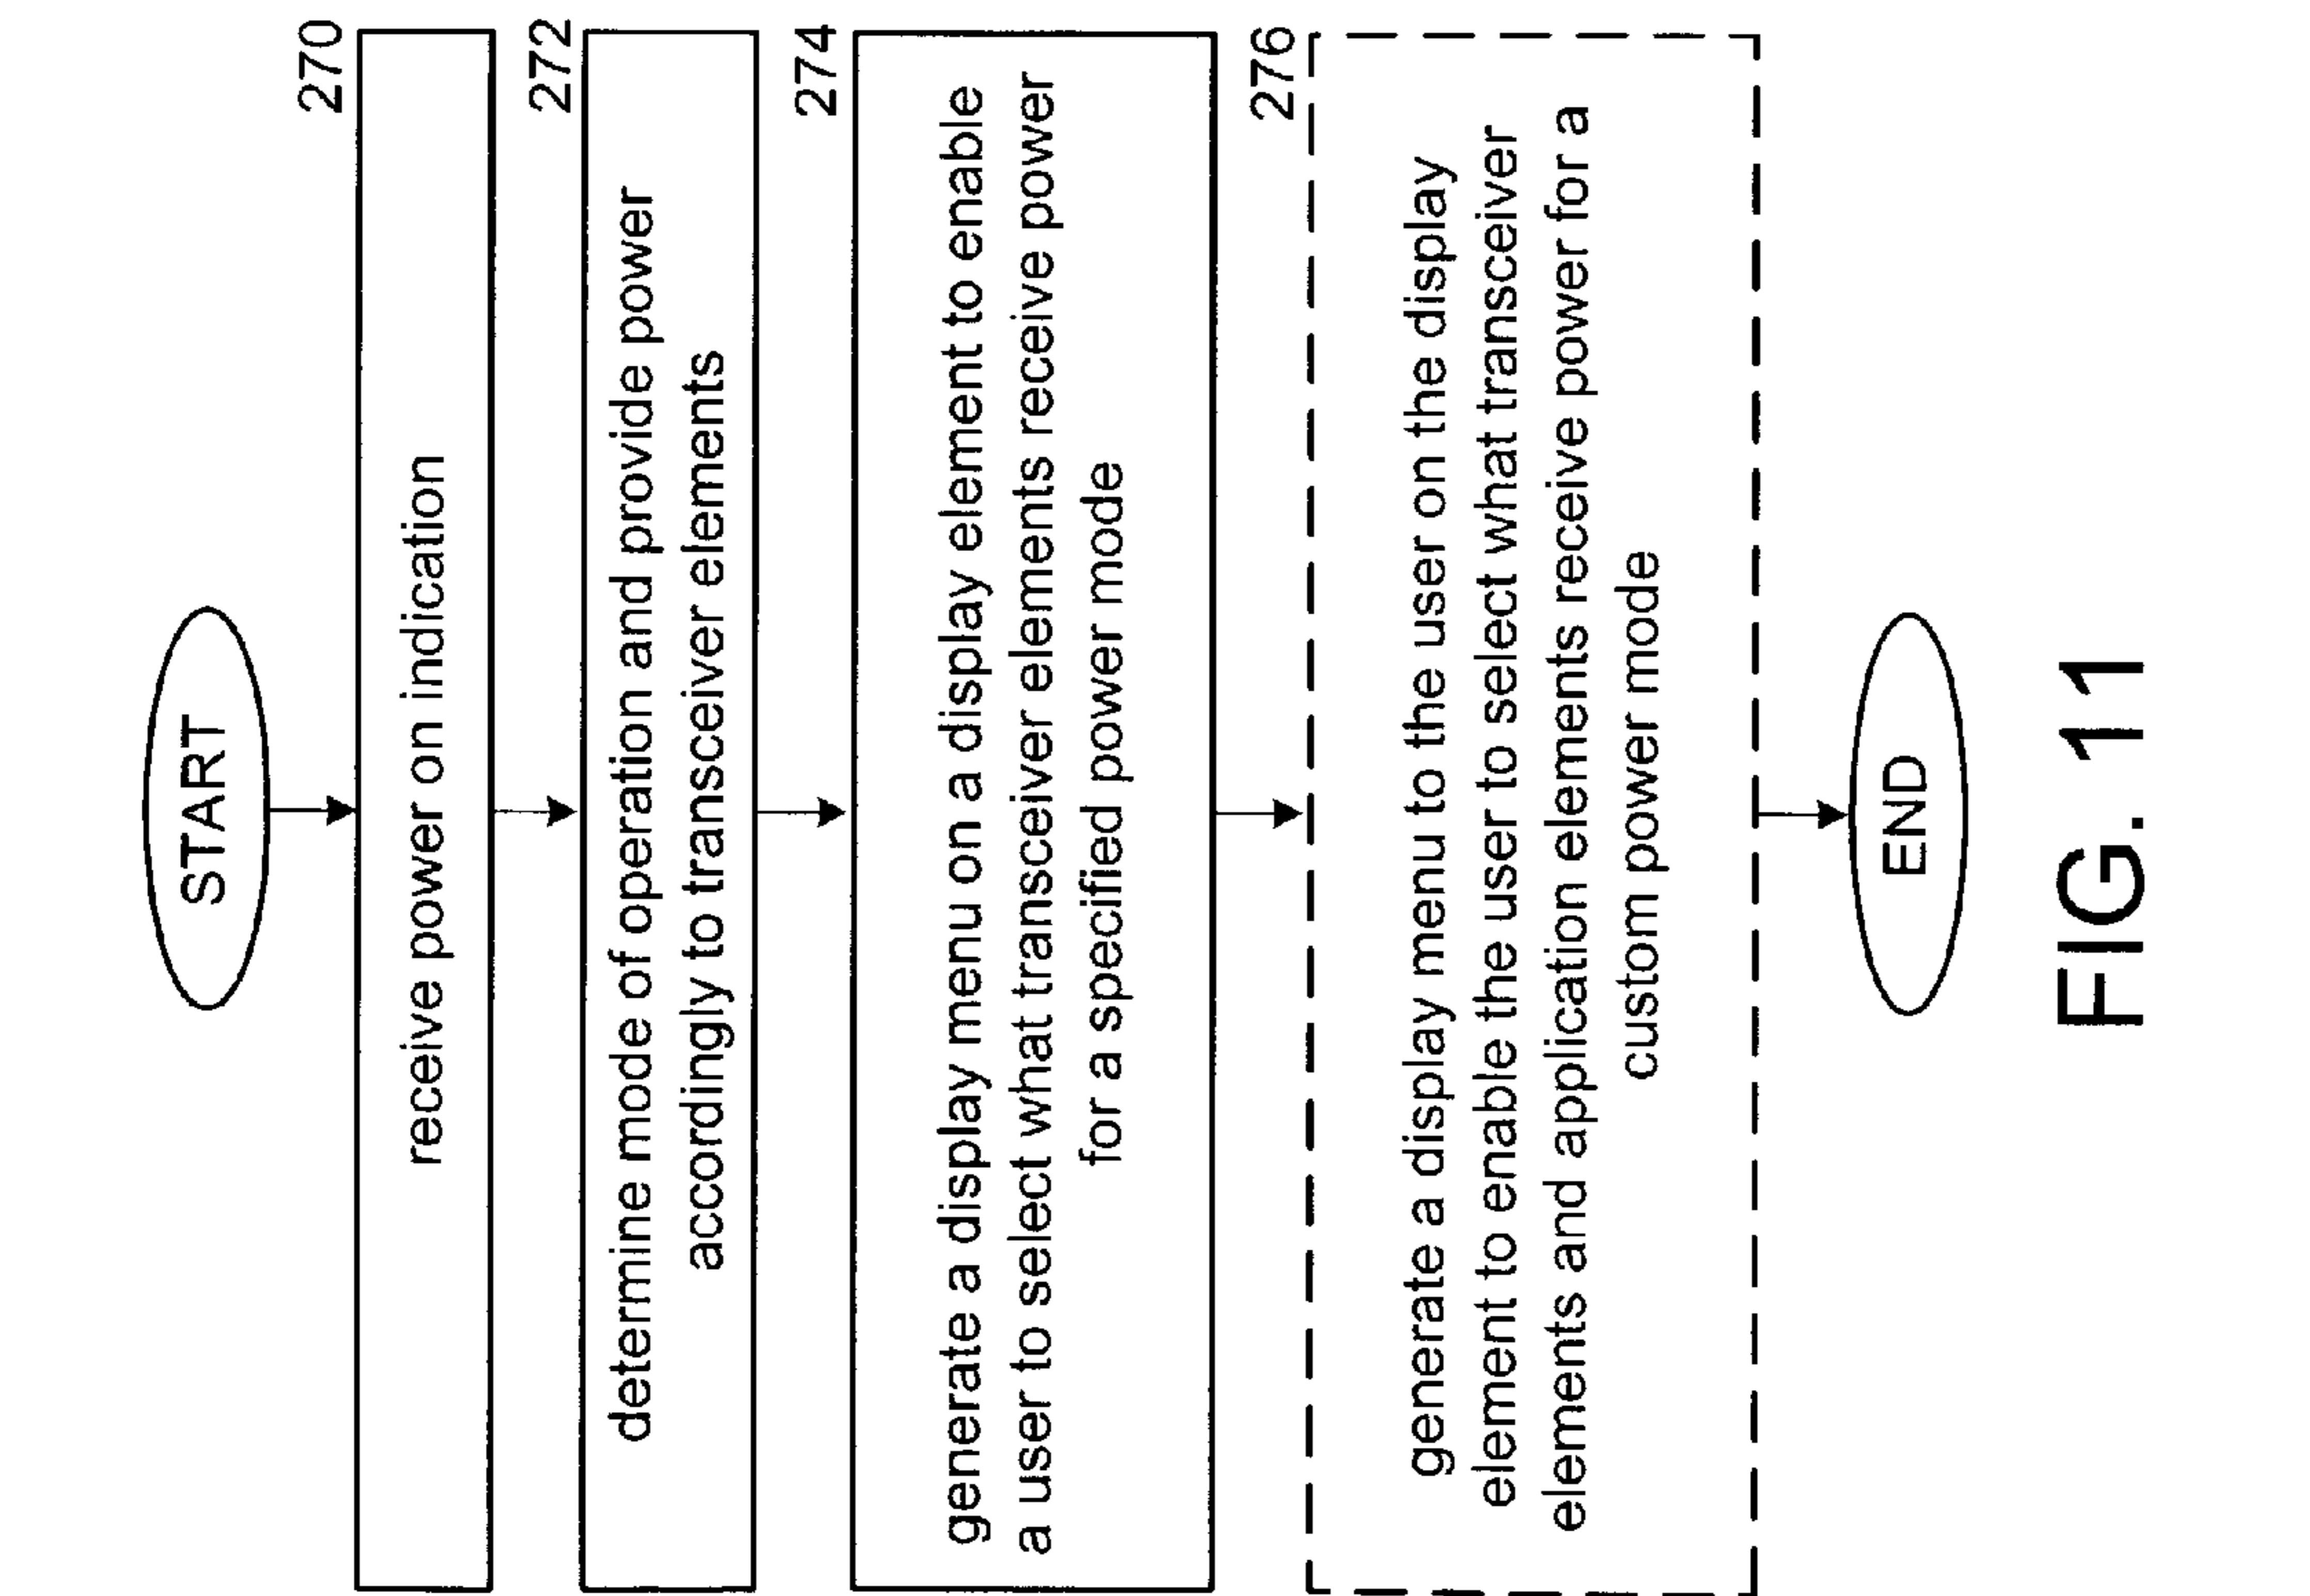 START
270
receive power on indication
272
determine mode of operation and provide power
accordingly to transceiver elements
274
generate a display menu on a display element to enable
a user to select what transceiver elements receive power
for a specified power mode
276
generate a display menu to the user on the display
element to enable the user to select what transceiver
elements and application elements receive power for a
custom power mode
END
FIG. 11